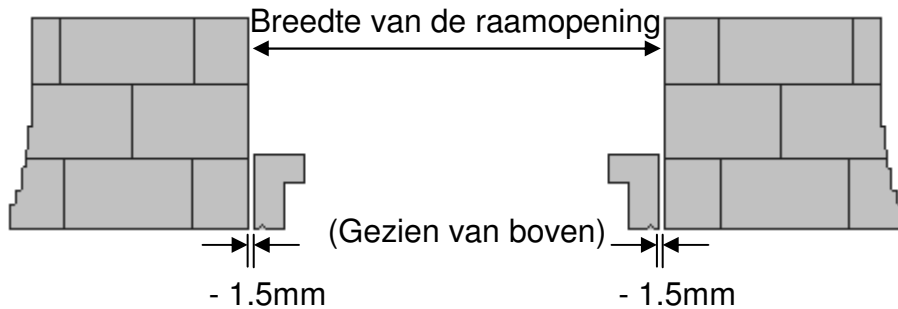 Breedte van de raamopening
(Gezien van boven)
- 1.5mm
- 1.5mm